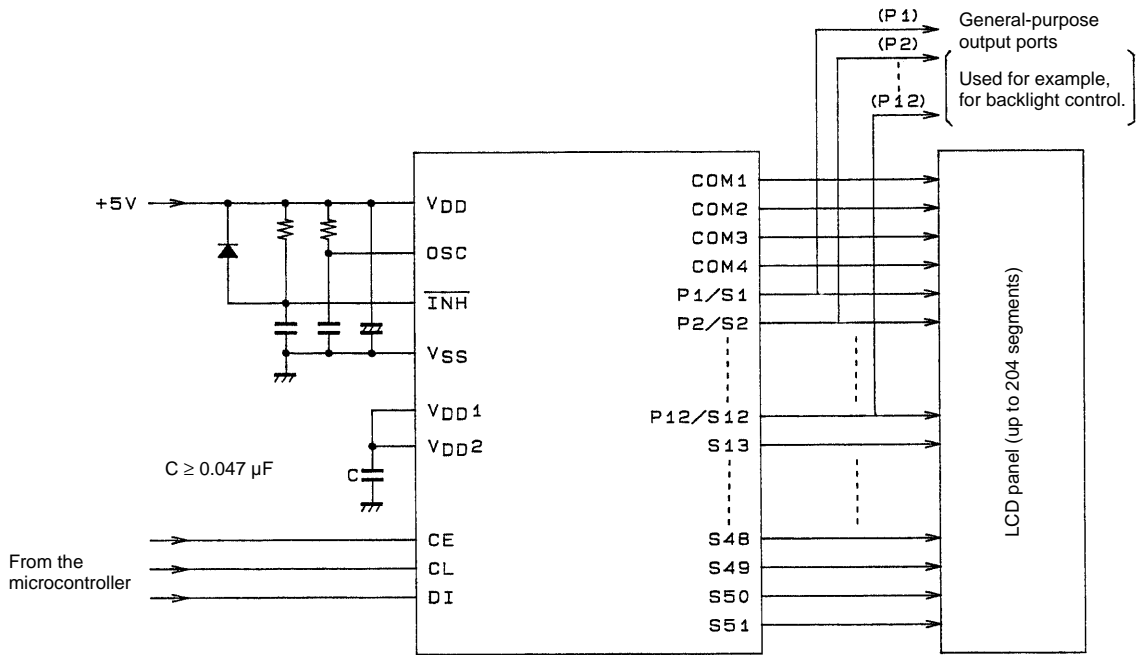 (P1)
General-purpose
output ports
(P2)
Used for example,
for backlight control.
(P12)
COM1
+5V
VDD
COM2
COM3
OSC
COM4
INH
P1/S1
P2/S2
VSS
VDD1
P12/S12
VDD2
S13
C ≥ 0.047 µF
C
LCD panel (up to 204 segments)
From the
microcontroller
CE
S48
CL
S49
DI
S50
S51